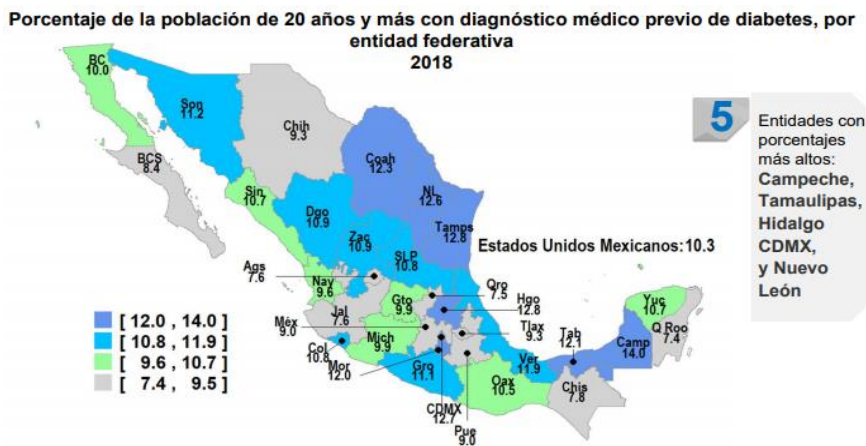 Porcentaje de la población de 20 años y más con diagnóstico médico previo de diabetes, por
entidad federativa
2018
BC
10.0
Son
11.2
Chih
9.3
BCS
8.4
Coah
12.3
Sin
10.7
NL
12.6
Dgo
10.9
Tamps
12.8
Zac
10.9
SLP
10.8
Estados Unidos Mexicanos:10.3
Ags
7.6
Nay
9.6
Gto
9.9
Qro
7.5
Hgo
12.8
Yuc
10.7
Jal
7.6
Méx
9.0
Tlax
9.3
Q Roo
7.4
Mich
9.9
Tab
12.1
Camp
14.0
Col
10.8
Mor
12.0
Gro
11.1
Ver
11.9
Oax
10.5
Chis
7.8
CDMX
12.7
Pue
9.0
[ 12.0 , 14.0 ]
[ 10.8 , 11.9 ]
[ 9.6 , 10.7 ]
[ 7.4 , 9.5 ]
5
Entidades con
porcentajes
más altos:
Campeche,
Tamaulipas,
Hidalgo
CDMX,
y Nuevo
León